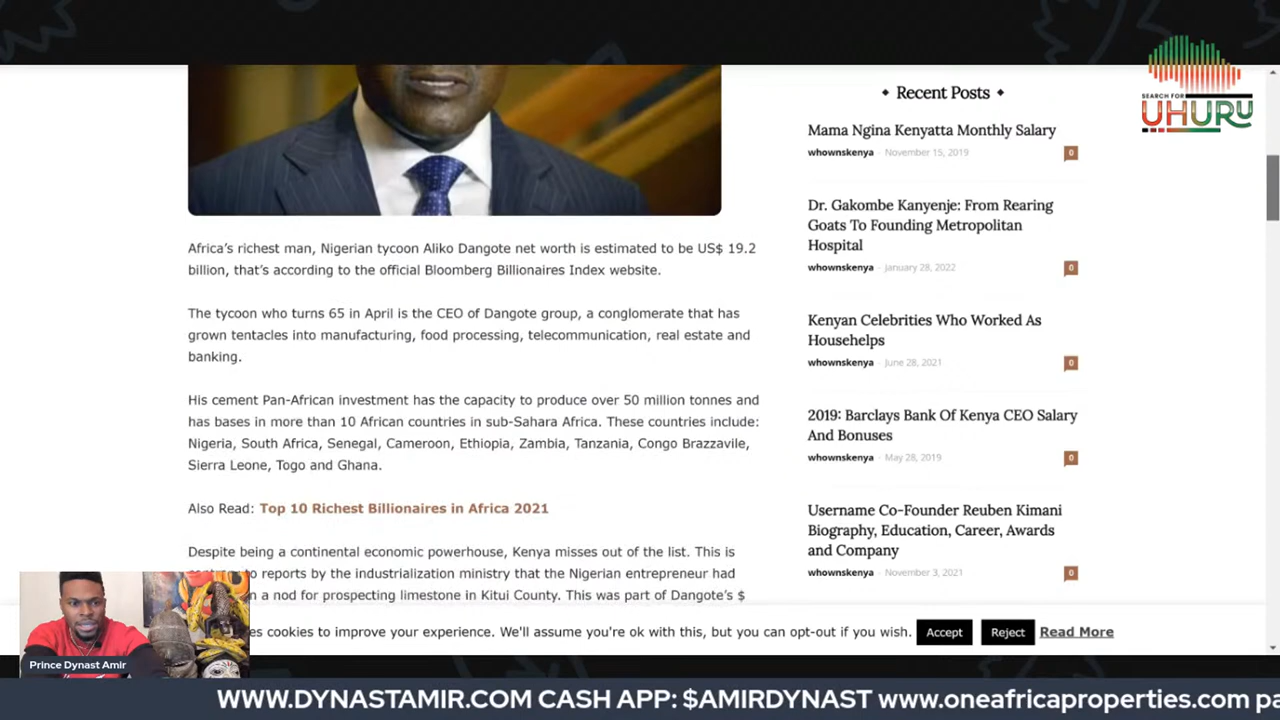 SEARCH FOR
UHURU
Recent Posts
Mama Ngina Kenyatta Monthly Salary
whownskenya - November 15, 2019
0
Dr. Gakombe Kanyenje: From Rearing
Goats To Founding Metropolitan
Hospital
whownskenya - January 28, 2022
0
Kenyan Celebrities Who Worked As
Househelps
whownskenya - June 28, 2021
0
2019: Barclays Bank Of Kenya CEO Salary
And Bonuses
whownskenya - May 28, 2019
0
Username Co-Founder Reuben Kimani
Biography, Education, Career, Awards
and Company
whownskenya - November 3, 2021
0
Africa’s richest man, Nigerian tycoon Aliko Dangote net worth is estimated to be US$ 19.2
billion, that’s according to the official Bloomberg Billionaires Index website.
The tycoon who turns 65 in April is the CEO of Dangote group, a conglomerate that has
grown tentacles into manufacturing, food processing, telecommunication, real estate and
banking.
His cement Pan-African investment has the capacity to produce over 50 million tonnes and
has bases in more than 10 African countries in sub-Sahara Africa. These countries include:
Nigeria, South Africa, Senegal, Cameroon, Ethiopia, Zambia, Tanzania, Congo Brazzavile,
Sierra Leone, Togo and Ghana.
Also Read: Top 10 Richest Billionaires in Africa 2021
Despite being a continental economic powerhouse, Kenya misses out of the list. This is
to reports by the industrialization ministry that the Nigerian entrepreneur had
a nod for prospecting limestone in Kitui County. This was part of Dangote’s $
cookies to improve your experience. We'll assume you're ok with this, but you can opt-out if you wish. Accept Reject Read More
Prince Dynast Amir
WWW.DYNASTAMIR.COM CASH APP: $AMIRDYNAST www.oneafricaproperties.com pa